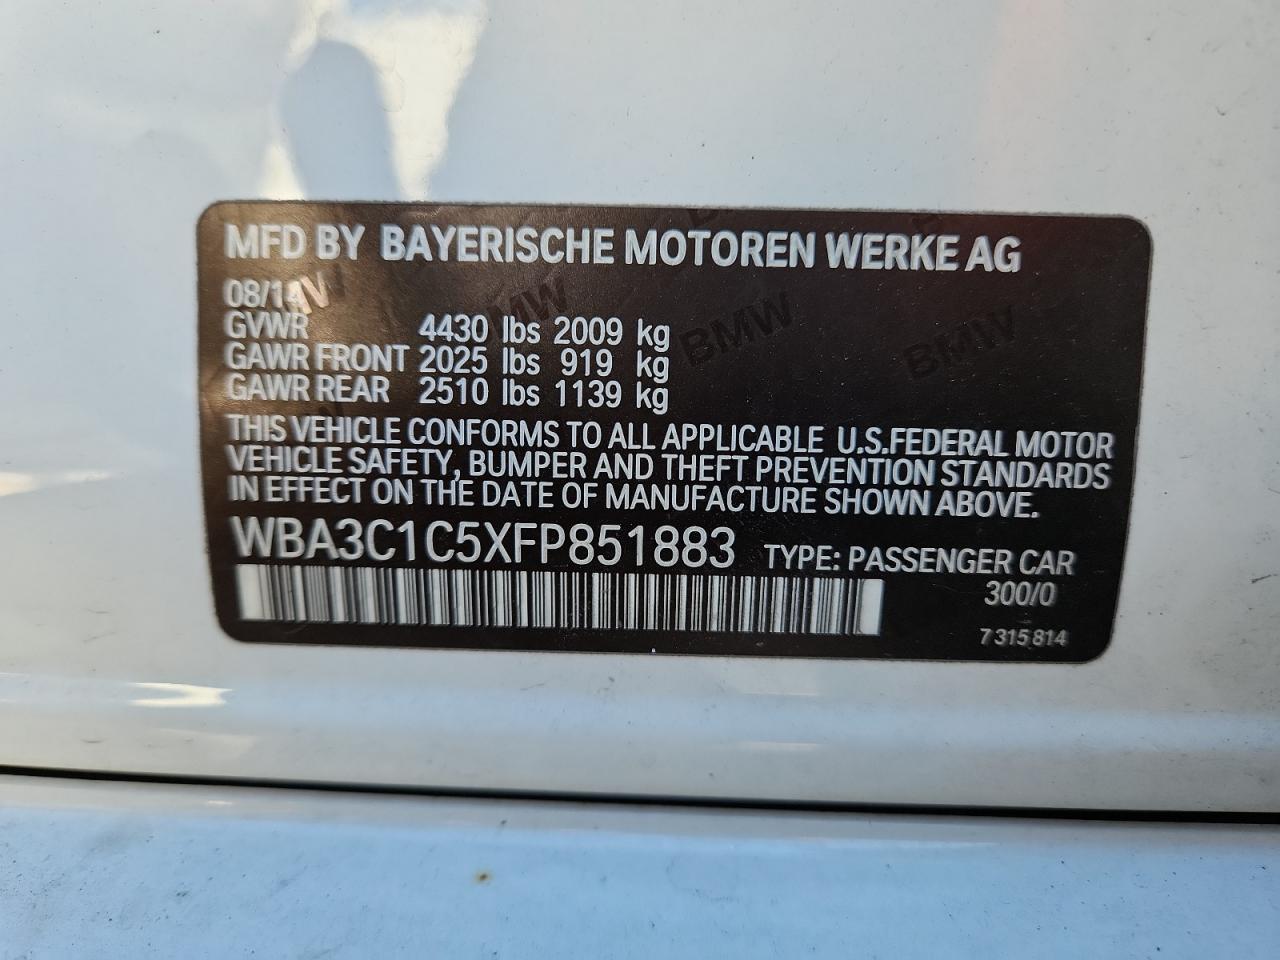 MFD BY BAYERISCHE MOTOREN WERKE AG
08/14
GVWR 4430 lbs 2009 kg
GAWR FRONT 2025 lbs 919 kg
GAWR REAR 2510 lbs 1139 kg
THIS VEHICLE CONFORMS TO ALL APPLICABLE U.S.FEDERAL MOTOR
VEHICLE SAFETY, BUMPER AND THEFT PREVENTION STANDARDS
IN EFFECT ON THE DATE OF MANUFACTURE SHOWN ABOVE.
WBA3C1C5XFP851883 TYPE: PASSENGER CAR
300/0
7 315 814
BMW BMW BMW